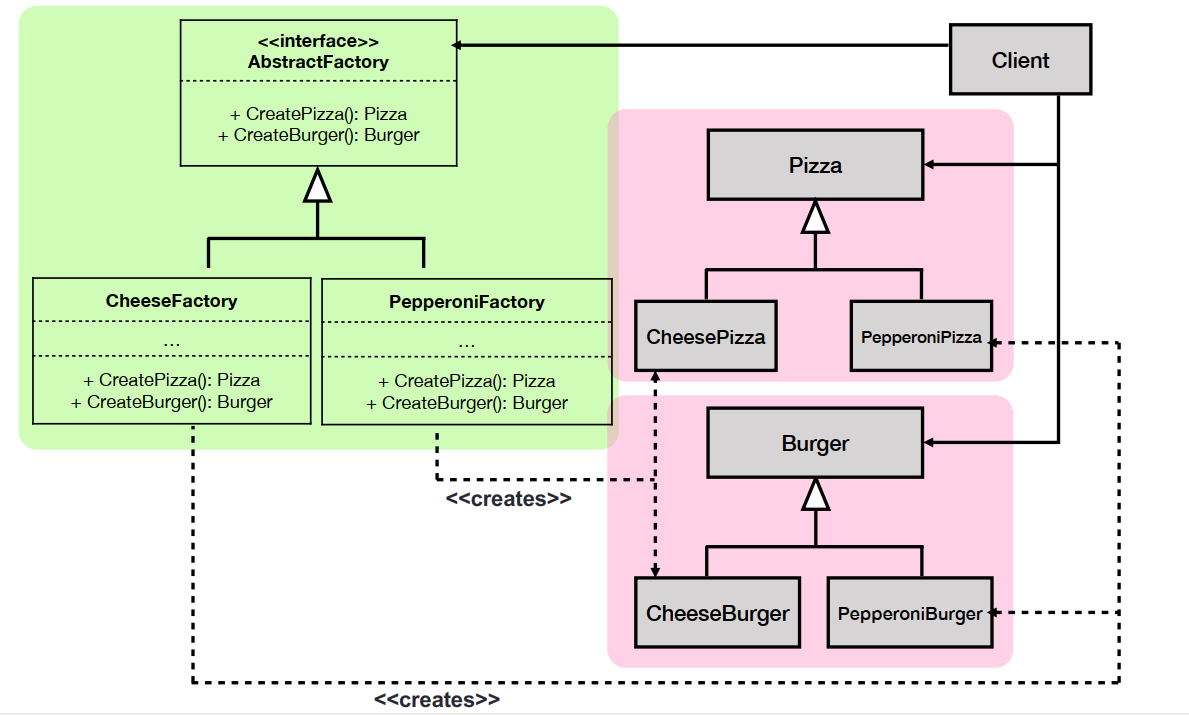 <<interface>>
AbstractFactory
+ CreatePizza(): Pizza
+ CreateBurger(): Burger
Client
Pizza
CheeseFactory
...
+ CreatePizza(): Pizza
+ CreateBurger(): Burger
PepperoniFactory
...
+ CreatePizza(): Pizza
+ CreateBurger(): Burger
CheesePizza
PepperoniPizza
Burger
<<creates>>
CheeseBurger
PepperoniBurger
<<creates>>